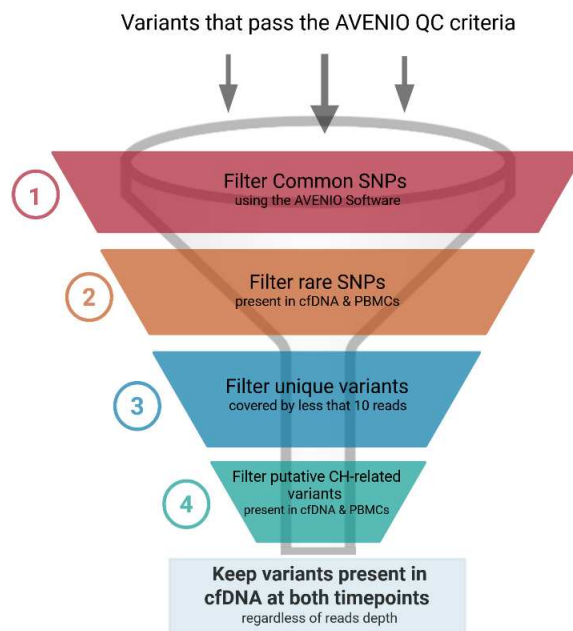 Variants that pass the AVENIO QC criteria
1
Filter Common SNPs
using the AVENIO Software
2
Filter rare SNPs
present in cfDNA & PBMCs
3
Filter unique variants
covered by less that 10 reads
4
Filter putative CH-related
variants
present in cfDNA & PBMCs
Keep variants present in
cfDNA at both timepoints
regardless of reads depth